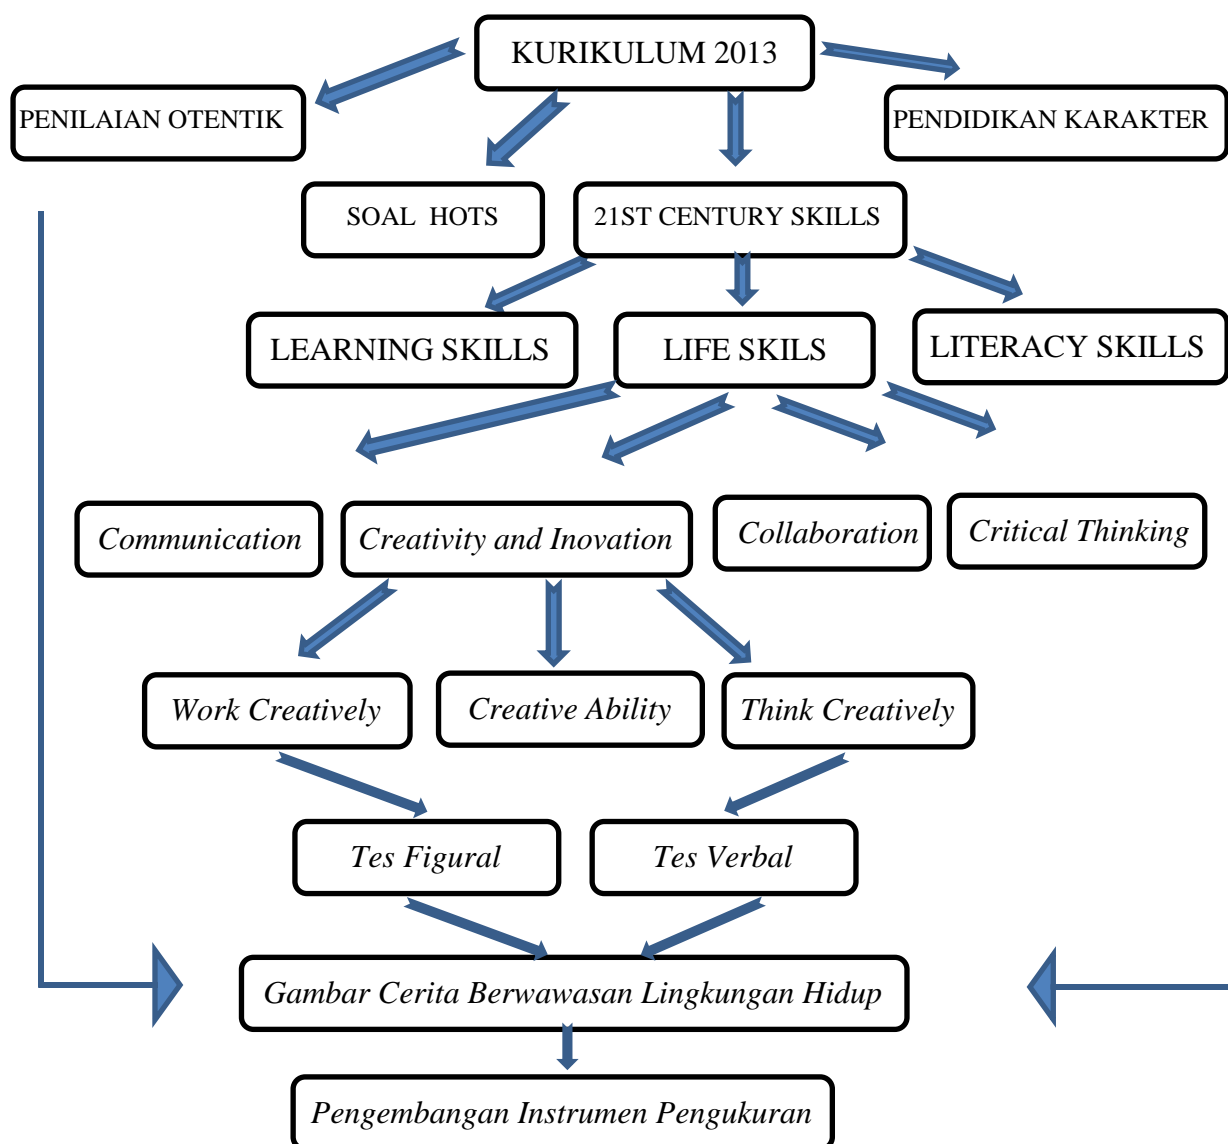 KURIKULUM 2013
PENILAIAN OTENTIK
PENDIDIKAN KARAKTER
SOAL HOTS
21ST CENTURY SKILLS
LEARNING SKILLS
LIFE SKILS
LITERACY SKILLS
Communication
Creativity and Inovation
Collaboration
Critical Thinking
Work Creatively
Creative Ability
Think Creatively
Tes Figural
Tes Verbal
Gambar Cerita Berwawasan Lingkungan Hidup
Pengembangan Instrumen Pengukuran